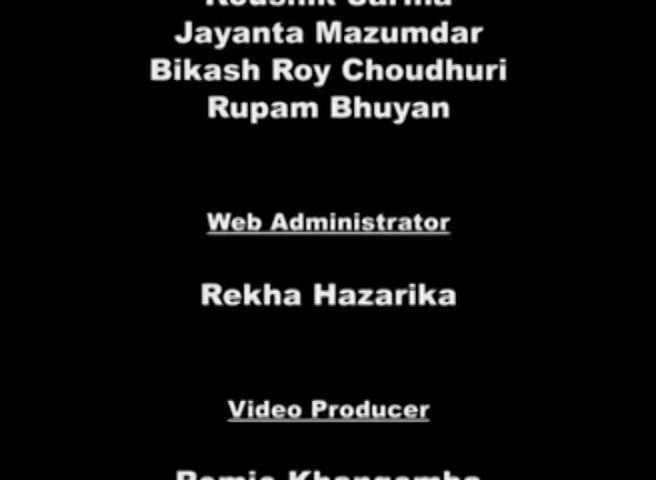 Jayanta Mazumdar
Bikash Roy Choudhuri
Rupam Bhuyan
Web Administrator
Rekha Hazarika
Video Producer